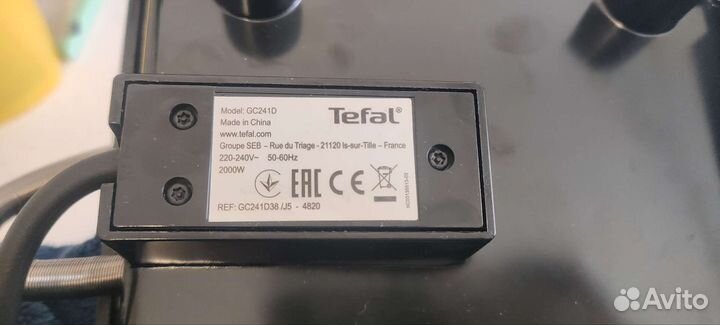 Model: GC241D
Tefal®
Made in China
www.tefal.com
Groupe SEB – Rue du Triage - 21120 Is-sur-Tille – France
220-240V~ 50-60Hz
2000W
EAC CE
REF: GC241D38 /J5 - 4820
Avito